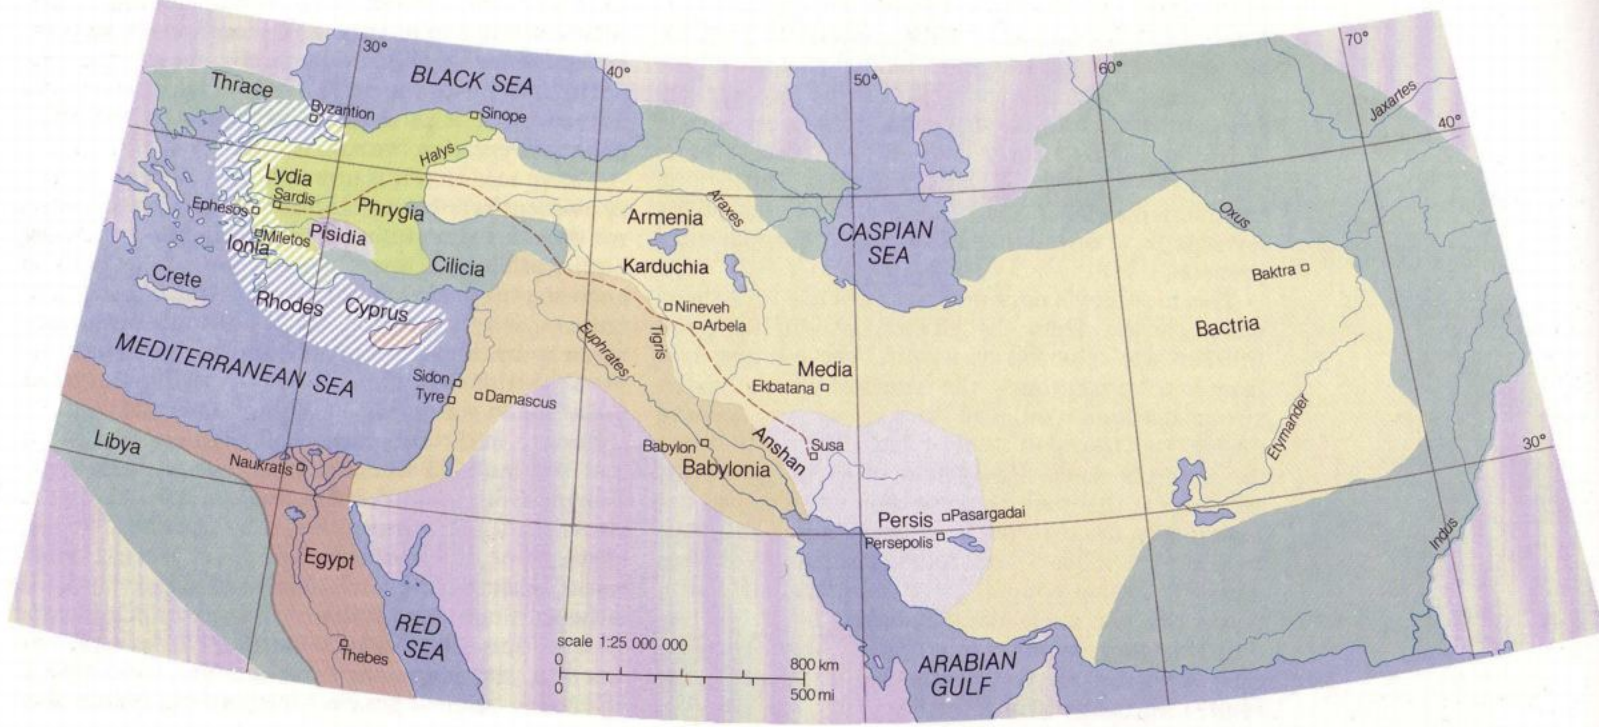 30°
40°
50°
60°
70°
Thrace
BLACK SEA
Byzantion
Sinope
Jaxartes
40°
Halys
Lydia
Sardis
Ephesos
Phrygia
Miletos
Pisidia
Ionia
Cilicia
Armenia
Araxes
Karduchia
CASPIAN
SEA
Oxus
Baktra
Bactria
Crete
Rhodes
Cyprus
Nineveh
Arbela
Tigris
Euphrates
MEDITERRANEAN SEA
Sidon
Tyre
Damascus
Media
Ekbatana
Etymander
30°
Libya
Naukratis
Babylon
Babylonia
Anshan
Susa
Persis
Pasargadai
Persepolis
Indus
Egypt
Thebes
RED
SEA
scale 1:25 000 000
0
800 km
0
500 mi
ARABIAN
GULF